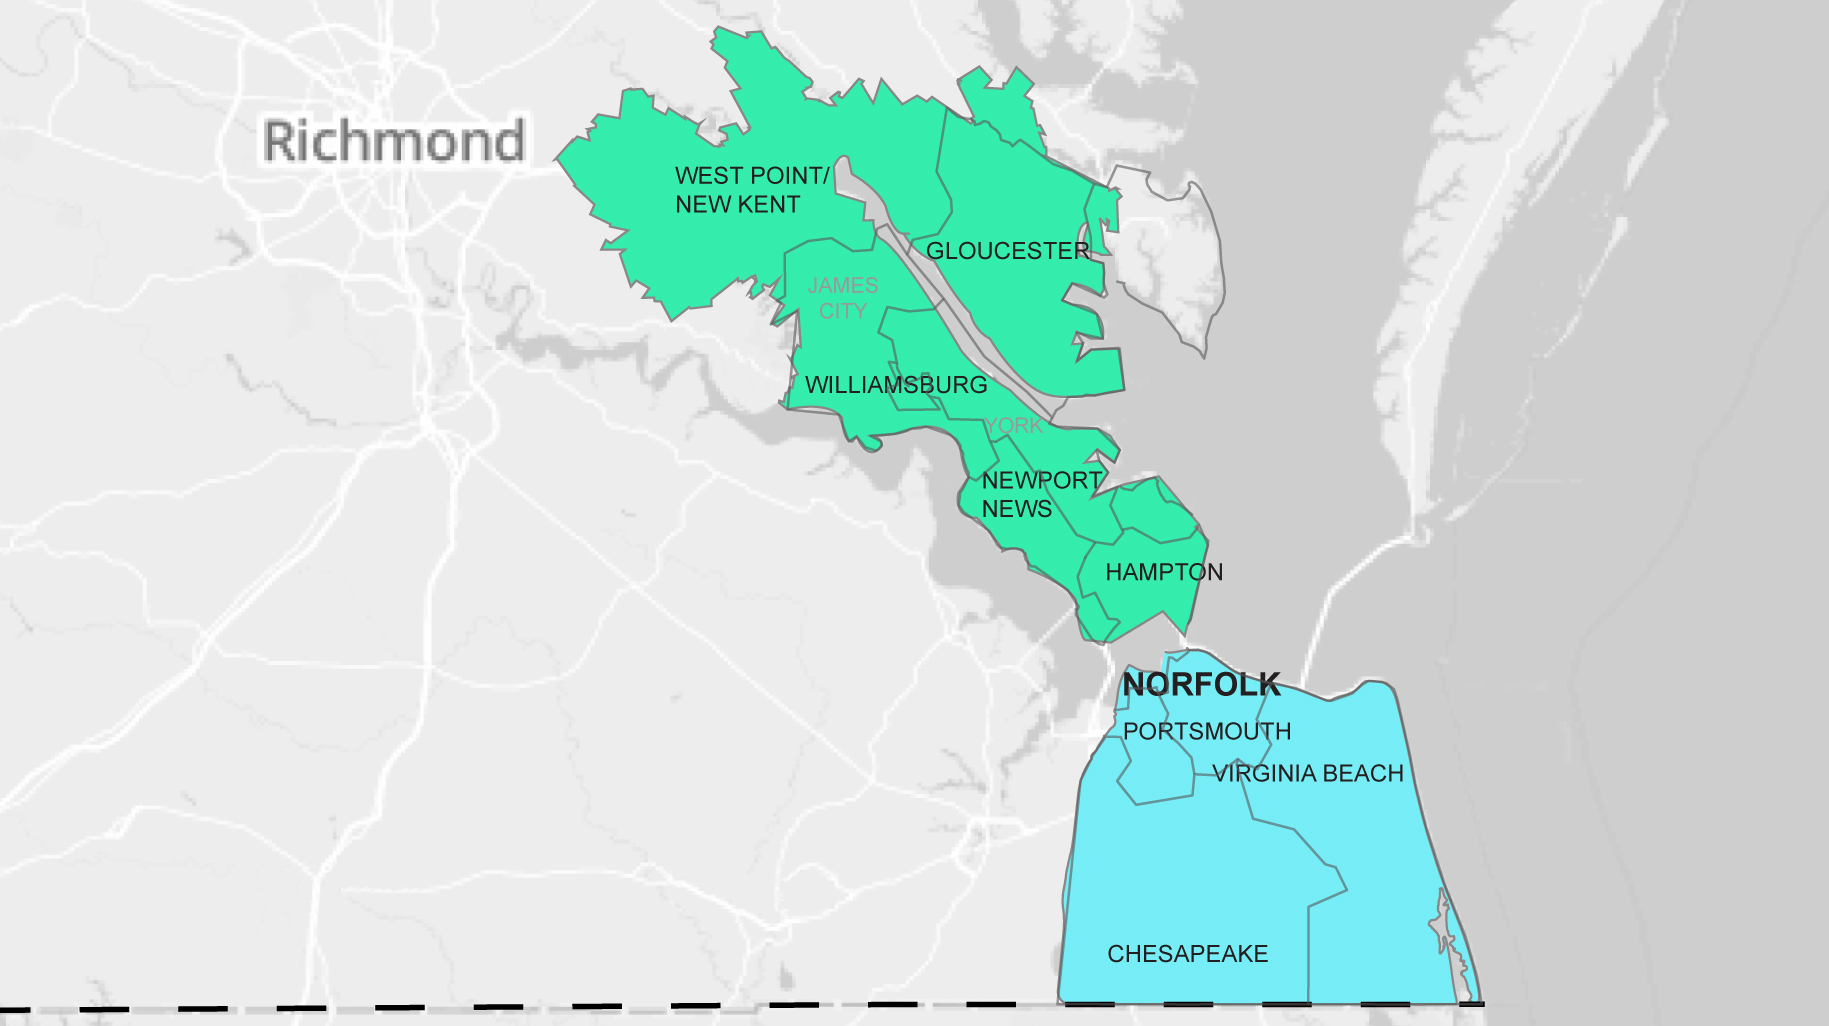 Richmond
WEST POINT/
NEW KENT
GLOUCESTER
JAMES
CITY
WILLIAMSBURG
YORK
NEWPORT
NEWS
HAMPTON
NORFOLK
PORTSMOUTH
VIRGINIA BEACH
CHESAPEAKE